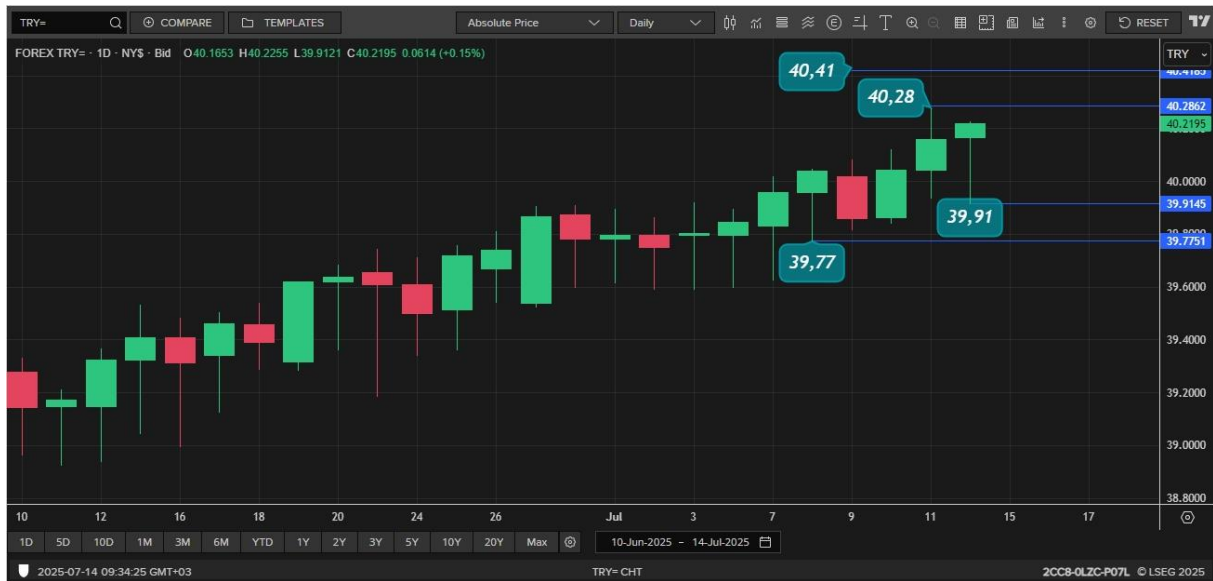 TRY= COMPARE TEMPLATES Absolute Price Daily RESET
FOREX TRY= · 1D · NY$ · Bid O40.1653 H40.2255 L39.9121 C40.2195 0.0614 (+0.15%)
TRY
40,41
40.4185
40,28
40.2862
40.2195
40.0000
39.9145
39,91
39.8000
39.7751
39,77
39.6000
39.4000
39.2000
39.0000
38.8000
10 12 16 18 20 24 26 Jul 3 7 9 11 15 17
1D 5D 10D 1M 3M 6M YTD 1Y 2Y 3Y 5Y 10Y 20Y Max 10-Jun-2025 - 14-Jul-2025
2025-07-14 09:34:25 GMT+03 TRY= CHT 2CC8-0LZC-P07L © LSEG 2025